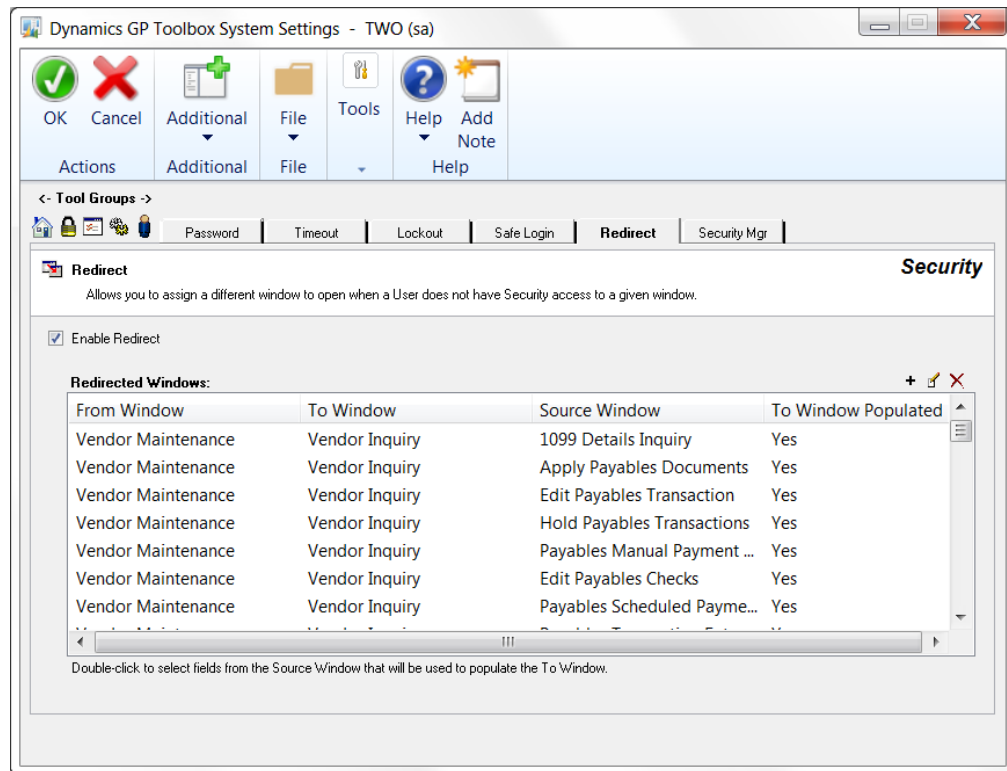 Dynamics GP Toolbox System Settings  -  TWO (sa)
OK Cancel Additional File Tools Help Add Note
Actions Additional File Help
<- Tool Groups ->
Password Timeout Lockout Safe Login Redirect Security Mgr
Redirect Security
Allows you to assign a different window to open when a User does not have Security access to a given window.
Enable Redirect
Redirected Windows:
From Window To Window Source Window To Window Populated
Vendor Maintenance Vendor Inquiry 1099 Details Inquiry Yes
Vendor Maintenance Vendor Inquiry Apply Payables Documents Yes
Vendor Maintenance Vendor Inquiry Edit Payables Transaction Yes
Vendor Maintenance Vendor Inquiry Hold Payables Transactions Yes
Vendor Maintenance Vendor Inquiry Payables Manual Payment ... Yes
Vendor Maintenance Vendor Inquiry Edit Payables Checks Yes
Vendor Maintenance Vendor Inquiry Payables Scheduled Payme... Yes
Double-click to select fields from the Source Window that will be used to populate the To Window.